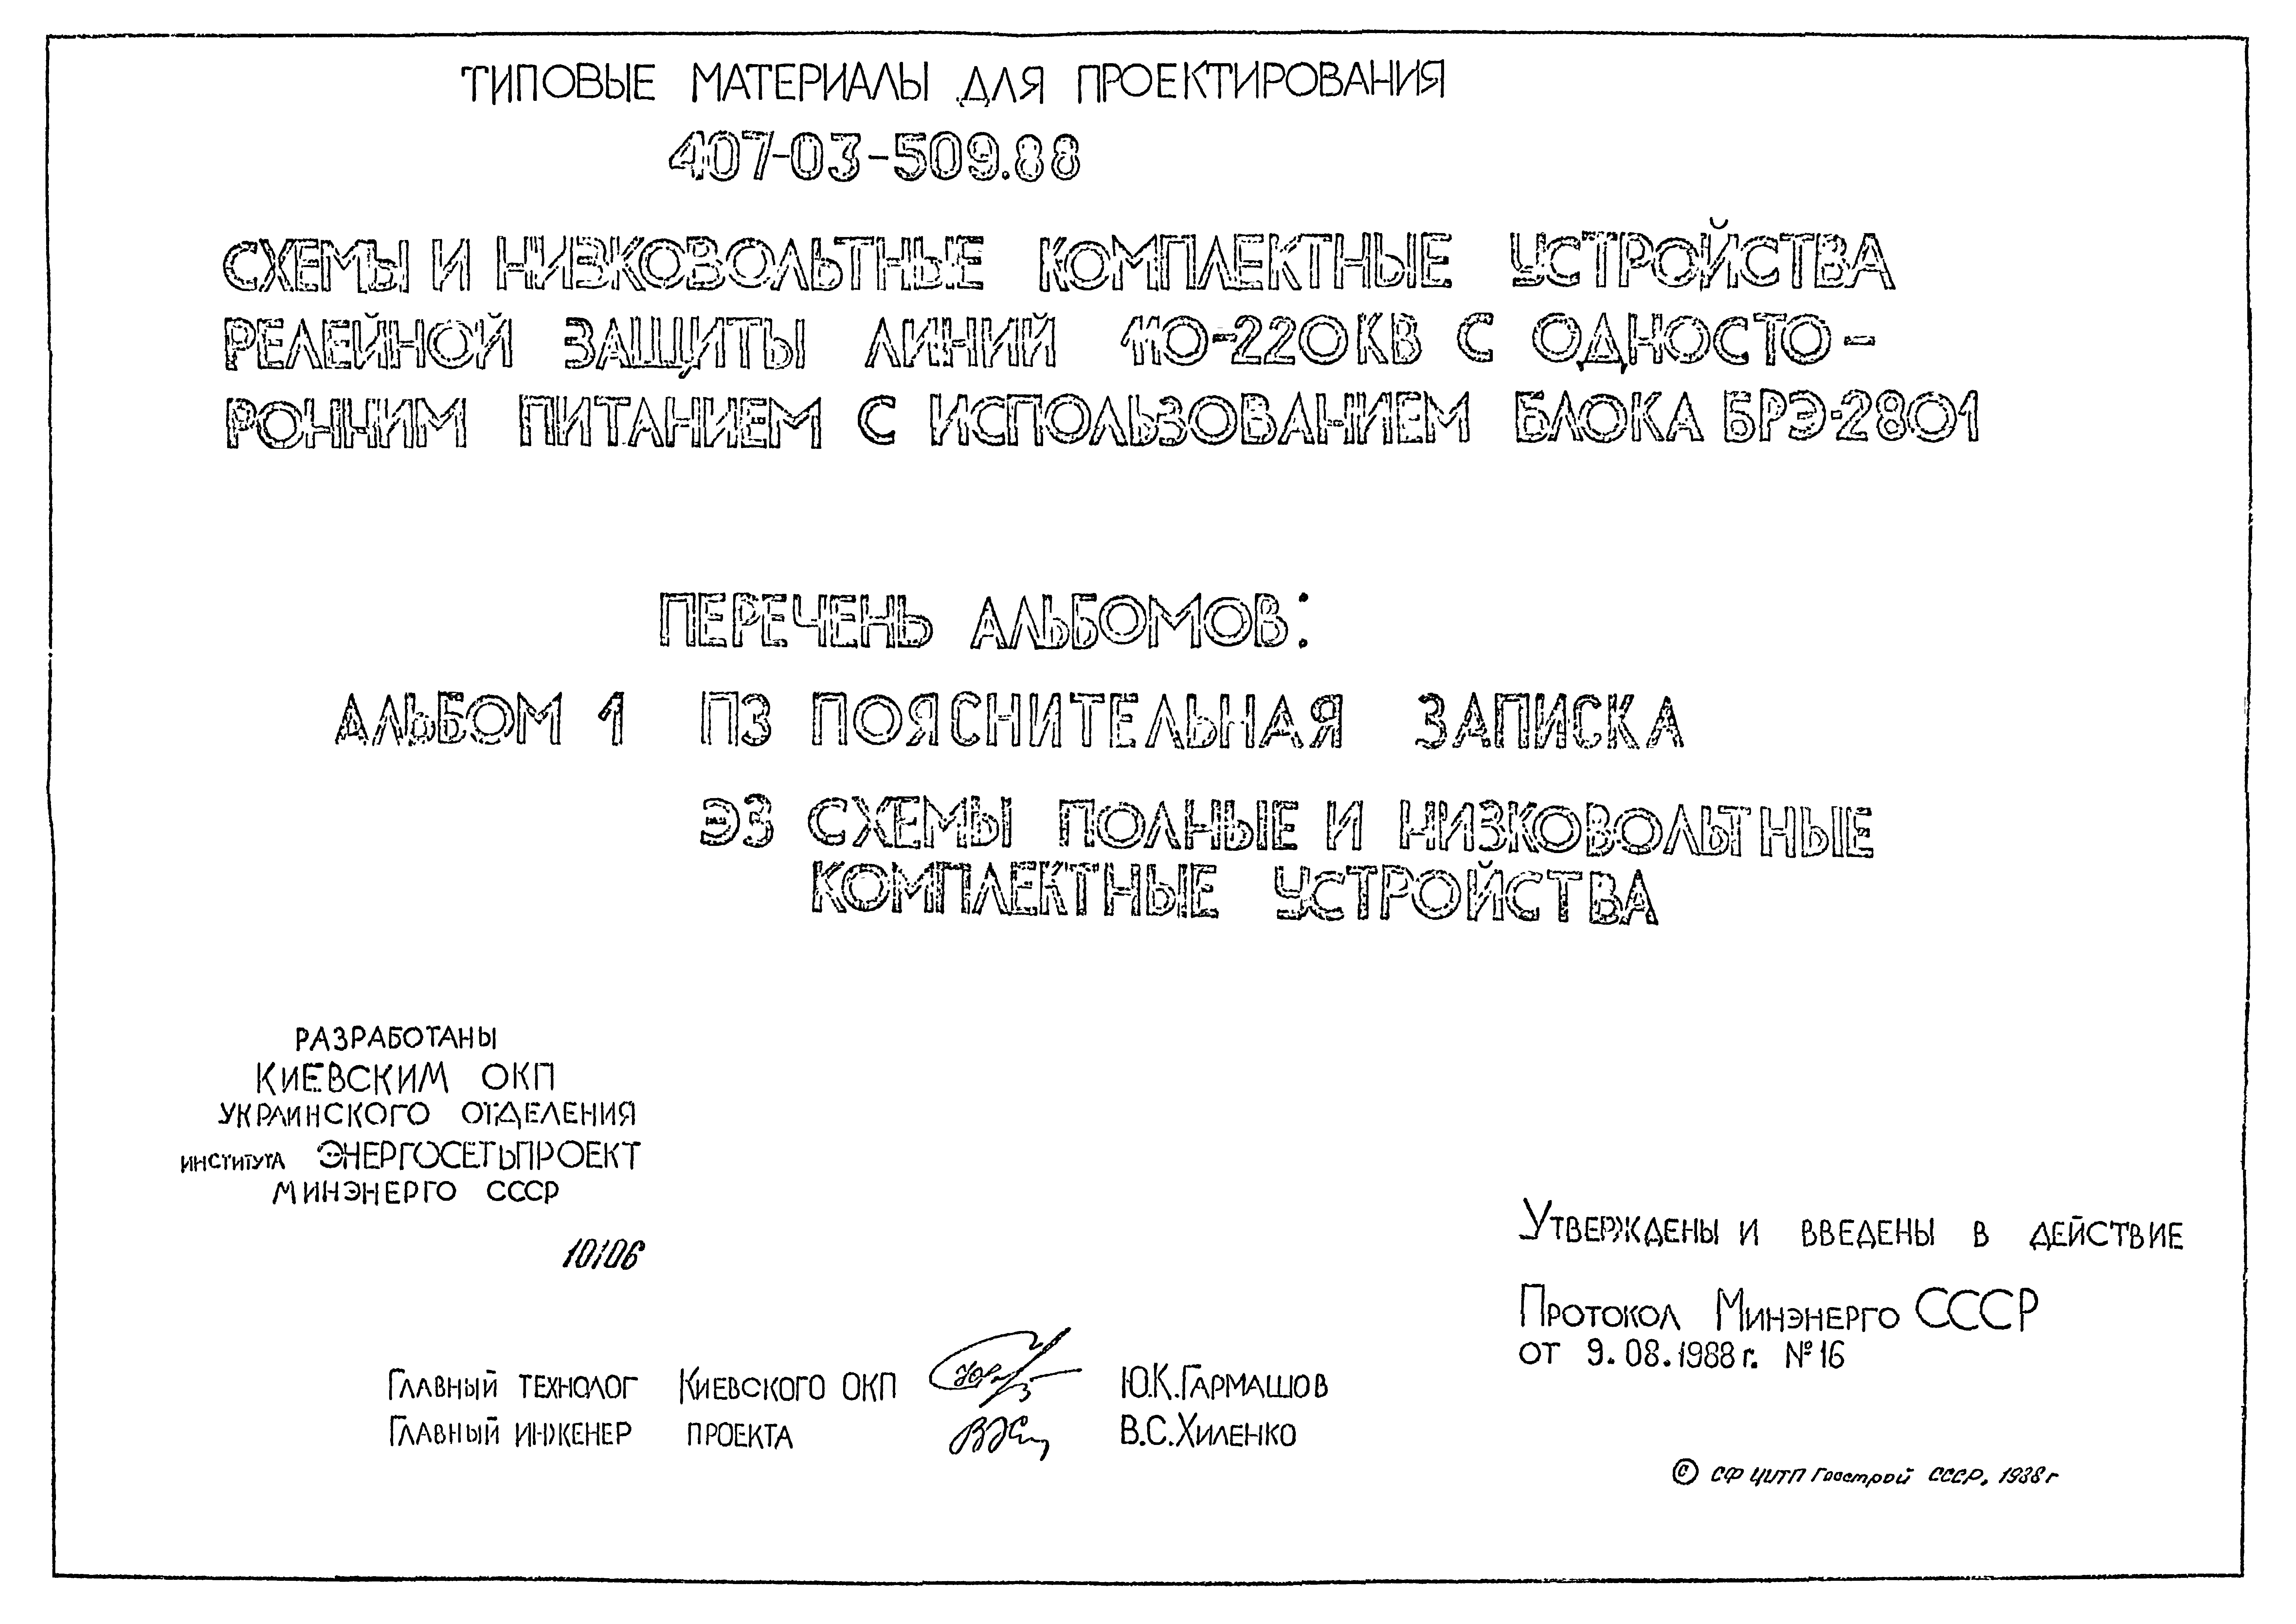 ТИПОВЫЕ МАТЕРИАЛЫ ДЛЯ ПРОЕКТИРОВАНИЯ
407-03-509.88
СХЕМЫ И НИЗКОВОЛЬТНЫЕ КОМПЛЕКТНЫЕ УСТРОЙСТВА
РЕЛЕЙНОЙ ЗАЩИТЫ ЛИНИЙ 110-220КВ С ОДНОСТО-
РОННИМ ПИТАНИЕМ С ИСПОЛЬЗОВАНИЕМ БЛОКА БРЭ-2801
ПЕРЕЧЕНЬ АЛЬБОМОВ:
АЛЬБОМ 1 ПЗ ПОЯСНИТЕЛЬНАЯ ЗАПИСКА
ЭЗ СХЕМЫ ПОЛНЫЕ И НИЗКОВОЛЬТНЫЕ
КОМПЛЕКТНЫЕ УСТРОЙСТВА
РАЗРАБОТАНЫ
КИЕВСКИМ ОКП
УКРАИНСКОГО ОТДЕЛЕНИЯ
ИНСТИТУТА ЭНЕРГОСЕТЬПРОЕКТ
МИНЭНЕРГО СССР
10106
УТВЕРЖДЕНЫ И ВВЕДЕНЫ В ДЕЙСТВИЕ
ПРОТОКОЛ МИНЭНЕРГО СССР
ОТ 9.08.1988г. №16
ГЛАВНЫЙ ТЕХНОЛОГ КИЕВСКОГО ОКП Ю.К.ГАРМАШОВ
ГЛАВНЫЙ ИНЖЕНЕР ПРОЕКТА В.С.ХИЛЕНКО
© СФ ЦИТП Госстрой СССР, 1988г